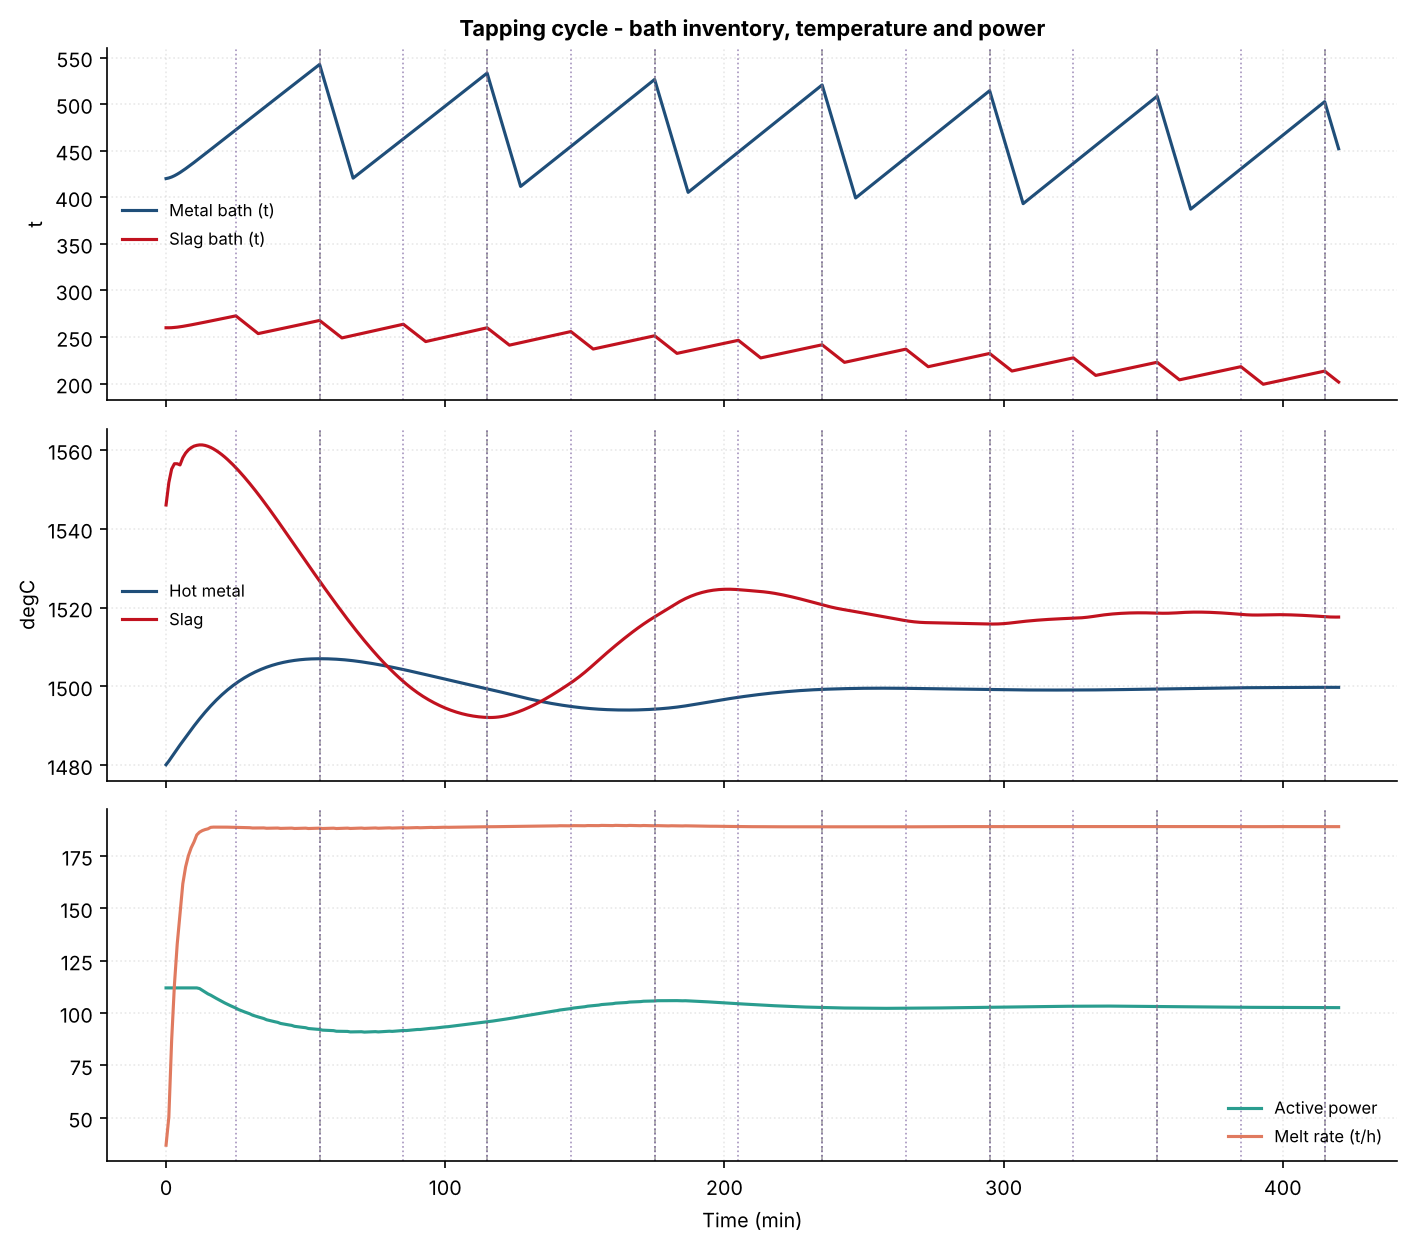 Tapping cycle - bath inventory, temperature and power
550
500
450
400
350
300
250
200
t
Metal bath (t)
Slag bath (t)
1560
1540
1520
1500
1480
degC
Hot metal
Slag
175
150
125
100
75
50
Active power
Melt rate (t/h)
0 100 200 300 400
Time (min)